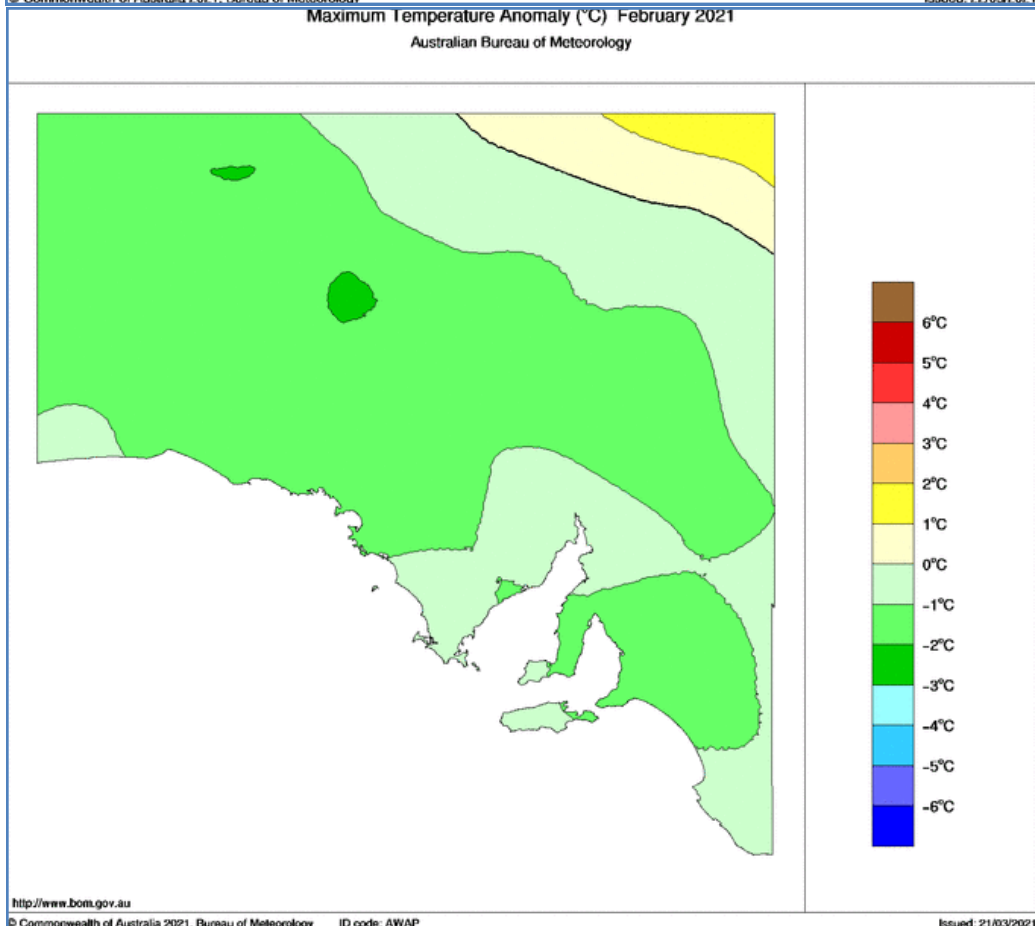 Maximum Temperature Anomaly (°C) February 2021
Australian Bureau of Meteorology
6°C
5°C
4°C
3°C
2°C
1°C
0°C
-1°C
-2°C
-3°C
-4°C
-5°C
-6°C
http://www.bom.gov.au
© Commonwealth of Australia 2021, Bureau of Meteorology ID code: AWAP Issued: 21/03/2021